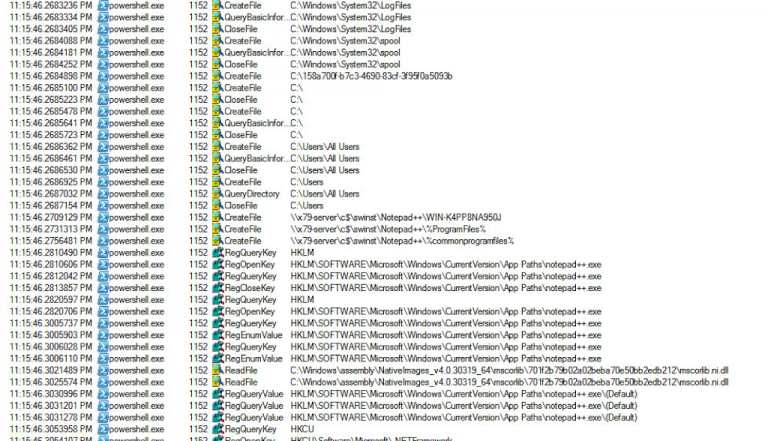 11:15:46.2683236 PM powershell.exe 1152 CreateFile C:\Windows\System32\LogFiles
11:15:46.2683334 PM powershell.exe 1152 QueryBasicInfor...C:\Windows\System32\LogFiles
11:15:46.2683405 PM powershell.exe 1152 CloseFile C:\Windows\System32\LogFiles
11:15:46.2684088 PM powershell.exe 1152 CreateFile C:\Windows\System32\spool
11:15:46.2684181 PM powershell.exe 1152 QueryBasicInfor...C:\Windows\System32\spool
11:15:46.2684252 PM powershell.exe 1152 CloseFile C:\Windows\System32\spool
11:15:46.2684898 PM powershell.exe 1152 CreateFile C:\158a700f-b7c3-4690-83cf-3f95f0a5093b
11:15:46.2685100 PM powershell.exe 1152 CreateFile C:\
11:15:46.2685223 PM powershell.exe 1152 CloseFile C:\
11:15:46.2685478 PM powershell.exe 1152 CreateFile C:\
11:15:46.2685641 PM powershell.exe 1152 QueryBasicInfor...C:\
11:15:46.2685723 PM powershell.exe 1152 CloseFile C:\
11:15:46.2686362 PM powershell.exe 1152 CreateFile C:\Users\All Users
11:15:46.2686461 PM powershell.exe 1152 QueryBasicInfor...C:\Users\All Users
11:15:46.2686530 PM powershell.exe 1152 CloseFile C:\Users\All Users
11:15:46.2686925 PM powershell.exe 1152 CreateFile C:\Users
11:15:46.2687032 PM powershell.exe 1152 QueryDirectory C:\Users\All Users
11:15:46.2687154 PM powershell.exe 1152 CloseFile C:\Users
11:15:46.2709129 PM powershell.exe 1152 CreateFile \\x79-server\c$\swinst\Notepad++\WIN-K4PP8NA950J
11:15:46.2731313 PM powershell.exe 1152 CreateFile \\x79-server\c$\swinst\Notepad++\%ProgramFiles%
11:15:46.2756481 PM powershell.exe 1152 CreateFile \\x79-server\c$\swinst\Notepad++\%commonprogramfiles%
11:15:46.2810490 PM powershell.exe 1152 RegQueryKey HKLM
11:15:46.2810606 PM powershell.exe 1152 RegOpenKey HKLM\SOFTWARE\Microsoft\Windows\CurrentVersion\App Paths\notepad++.exe
11:15:46.2812042 PM powershell.exe 1152 RegQueryKey HKLM\SOFTWARE\Microsoft\Windows\CurrentVersion\App Paths\notepad++.exe
11:15:46.2813857 PM powershell.exe 1152 RegCloseKey HKLM\SOFTWARE\Microsoft\Windows\CurrentVersion\App Paths\notepad++.exe
11:15:46.2820597 PM powershell.exe 1152 RegQueryKey HKLM
11:15:46.2820706 PM powershell.exe 1152 RegOpenKey HKLM\SOFTWARE\Microsoft\Windows\CurrentVersion\App Paths\notepad++.exe
11:15:46.3005737 PM powershell.exe 1152 RegQueryKey HKLM\SOFTWARE\Microsoft\Windows\CurrentVersion\App Paths\notepad++.exe
11:15:46.3005903 PM powershell.exe 1152 RegEnumValue HKLM\SOFTWARE\Microsoft\Windows\CurrentVersion\App Paths\notepad++.exe
11:15:46.3006028 PM powershell.exe 1152 RegQueryKey HKLM\SOFTWARE\Microsoft\Windows\CurrentVersion\App Paths\notepad++.exe
11:15:46.3006110 PM powershell.exe 1152 RegEnumValue HKLM\SOFTWARE\Microsoft\Windows\CurrentVersion\App Paths\notepad++.exe
11:15:46.3021489 PM powershell.exe 1152 ReadFile C:\Windows\assembly\NativeImages_v4.0.30319_64\mscorlib\701f2b79b02a02beba70e50bb2edb212\mscorlib.ni.dll
11:15:46.3025574 PM powershell.exe 1152 ReadFile C:\Windows\assembly\NativeImages_v4.0.30319_64\mscorlib\701f2b79b02a02beba70e50bb2edb212\mscorlib.ni.dll
11:15:46.3030996 PM powershell.exe 1152 RegQueryValue HKLM\SOFTWARE\Microsoft\Windows\CurrentVersion\App Paths\notepad++.exe\(Default)
11:15:46.3031201 PM powershell.exe 1152 RegQueryValue HKLM\SOFTWARE\Microsoft\Windows\CurrentVersion\App Paths\notepad++.exe\(Default)
11:15:46.3031278 PM powershell.exe 1152 RegQueryValue HKLM\SOFTWARE\Microsoft\Windows\CurrentVersion\App Paths\notepad++.exe\(Default)
11:15:46.3053958 PM powershell.exe 1152 RegQueryKey HKCU
11:15:46.3054107 PM powershell.exe 1152 RegOpenKey HKCU\Software\Microsoft\.NETFramework